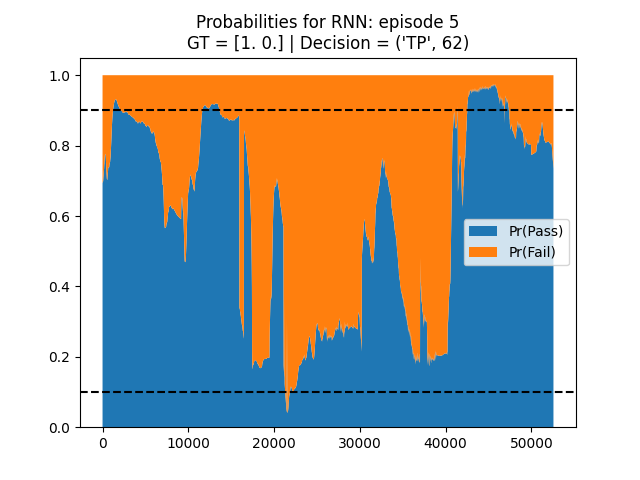 Probabilities for RNN: episode 5
GT = [1. 0.] | Decision = ('TP', 62)
1.0
0.8
0.6
0.4
0.2
0.0
Pr(Pass)
Pr(Fail)
0 10000 20000 30000 40000 50000